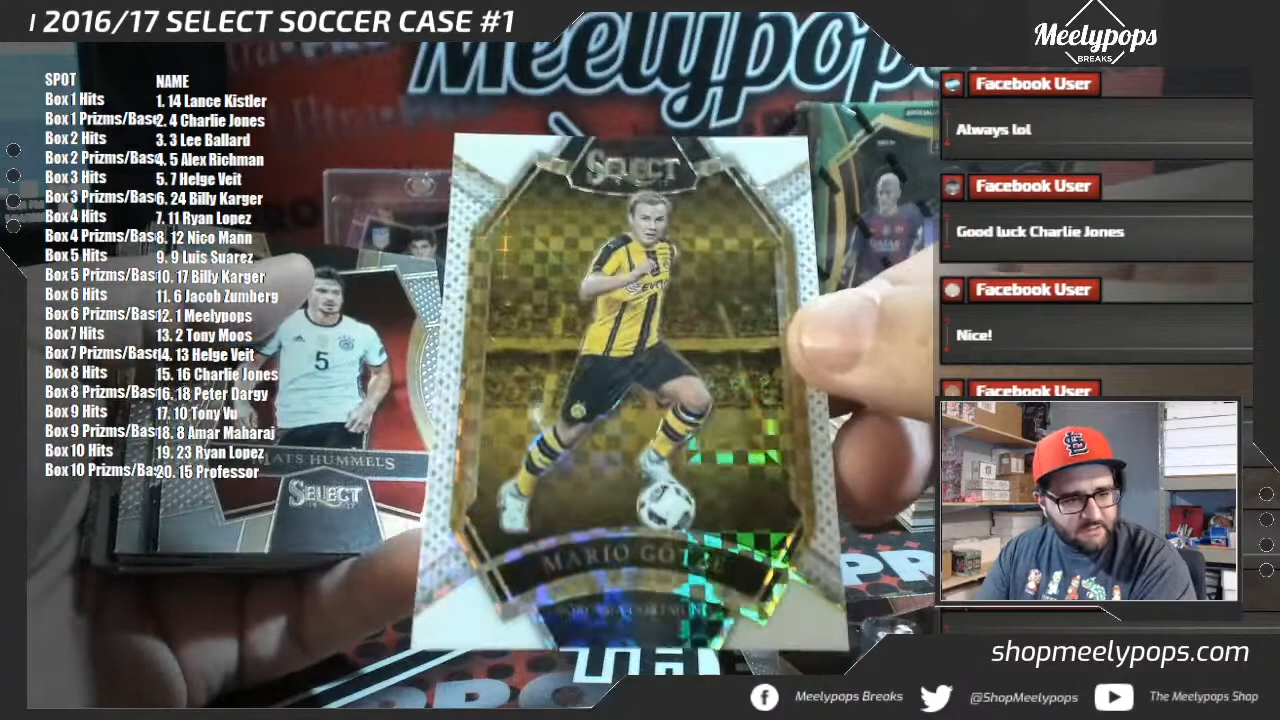 2016/17 SELECT SOCCER CASE #1
Meelypops
BREAKS
Meelypops
SPOT NAME
Box 1 Hits 1. 14 Lance Kistler
Box 1 Prizms/Base 2. 4 Charlie Jones
Box 2 Hits 3. 3 Lee Ballard
Box 2 Prizms/Bas 4. 5 Alex Richman
Box 3 Hits 5. 7 Helge Veit
Box 3 Prizms/Bas 6. 24 Billy Karger
Box 4 Hits 7. 11 Ryan Lopez
Box 4 Prizms/Bas 8. 12 Nico Mann
Box 5 Hits 9. 9 Luis Suarez
Box 5 Prizms/Bas 10. 17 Billy Karger
Box 6 Hits 11. 6 Jacob Zumberg
Box 6 Prizms/Bas 12. 1 Meelypops
Box 7 Hits 13. 2 Tony Moos
Box 7 Prizms/Base 14. 13 Helge Veit
Box 8 Hits 15. 16 Charlie Jones
Box 8 Prizms/Bas 16. 18 Peter Dargy
Box 9 Hits 17. 10 Tony Vu
Box 9 Prizms/Bas 18. 8 Amar Maharaj
Box 10 Hits 19. 23 Ryan Lopez
Box 10 Prizms/Ba 20. 15 Professor
SELECT
MARIO GÖTZE
5
MATS HUMMELS
SELECT
Facebook User
Always lol
Facebook User
Good luck Charlie Jones
Facebook User
Nice!
Facebook User
shopmeelypops.com
Meelypops Breaks
@ShopMeelypops
The Meelypops Shop